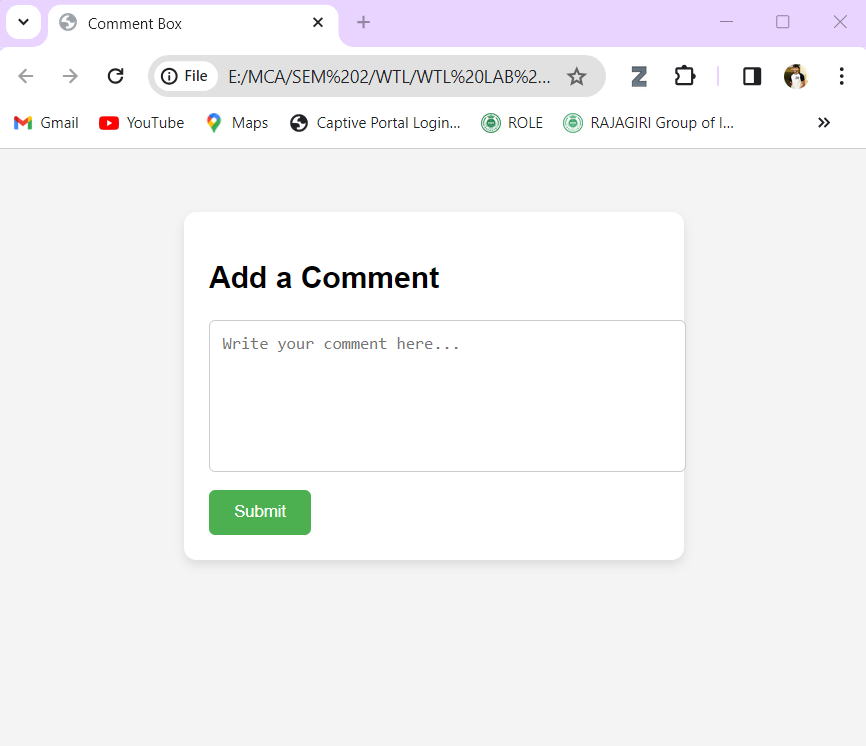 Comment Box
File E:/MCA/SEM%202/WTL/WTL%20LAB%2...
Gmail YouTube Maps Captive Portal Login... ROLE RAJAGIRI Group of I...
Add a Comment
Write your comment here...
Submit